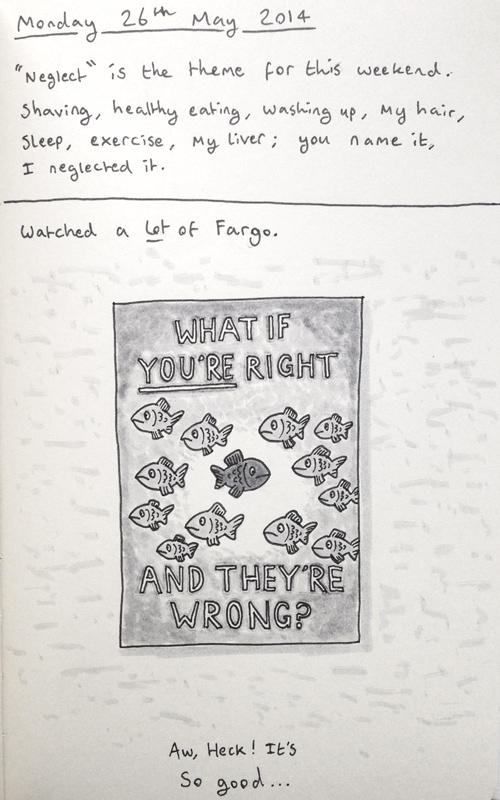 Monday 26th May 2014
"Neglect" is the theme for this weekend.
Shaving, healthy eating, washing up, my hair,
sleep, exercise, my liver; you name it,
I neglected it.
Watched a lot of Fargo.
WHAT IF
YOU'RE RIGHT
AND THEY'RE
WRONG?
Aw, Heck! It's
So good...